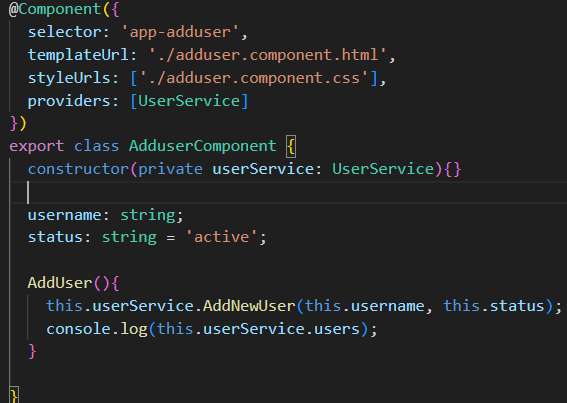 @Component({
  selector: 'app-adduser',
  templateUrl: './adduser.component.html',
  styleUrls: ['./adduser.component.css'],
  providers: [UserService]
})
export class AdduserComponent {
  constructor(private userService: UserService){}
  username: string;
  status: string = 'active';
  AddUser(){
    this.userService.AddNewUser(this.username, this.status);
    console.log(this.userService.users);
  }
}